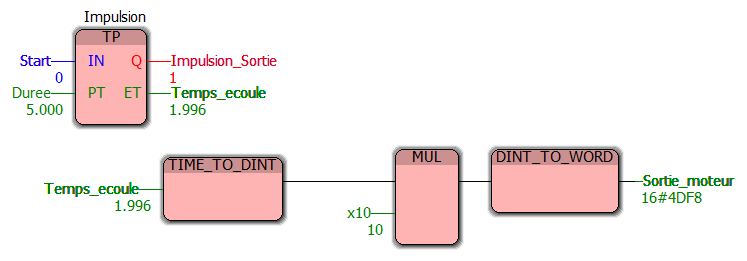 Impulsion
TP
Start IN Q Impulsion_Sortie
0 1
Duree PT ET Temps_ecoule
5.000 1.996
TIME_TO_DINT MUL DINT_TO_WORD
Temps_ecoule Sortie_moteur
1.996 16#4DF8
x10
10